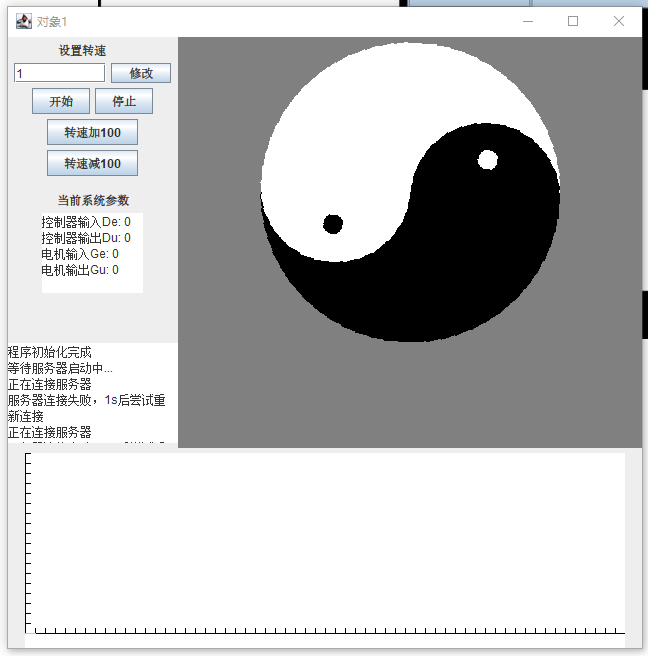 对象1
设置转速
1
修改
开始
停止
转速加100
转速减100
当前系统参数
控制器输入De: 0
控制器输出Du: 0
电机输入Ge: 0
电机输出Gu: 0
程序初始化完成
等待服务器启动中...
正在连接服务器
服务器连接失败，1s后尝试重
新连接
正在连接服务器